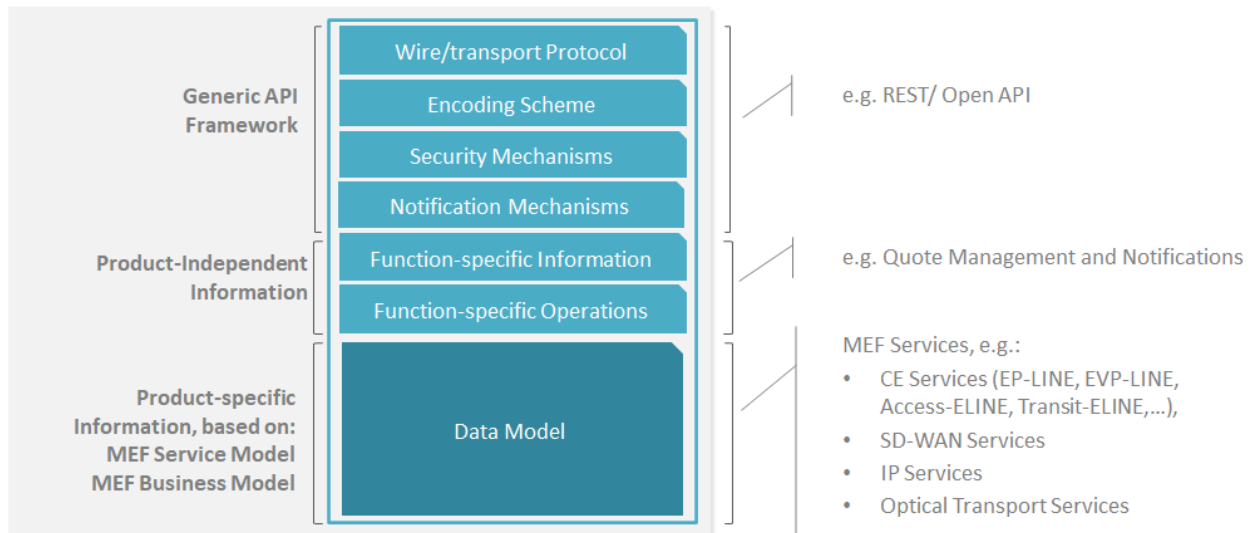 Generic API
Framework
Wire/transport Protocol
Encoding Scheme
Security Mechanisms
Notification Mechanisms
e.g. REST/ Open API
Product-Independent
Information
Function-specific Information
Function-specific Operations
e.g. Quote Management and Notifications
Product-specific
Information, based on:
MEF Service Model
MEF Business Model
Data Model
MEF Services, e.g.:
• CE Services (EP-LINE, EVP-LINE,
Access-ELINE, Transit-ELINE,...),
• SD-WAN Services
• IP Services
• Optical Transport Services